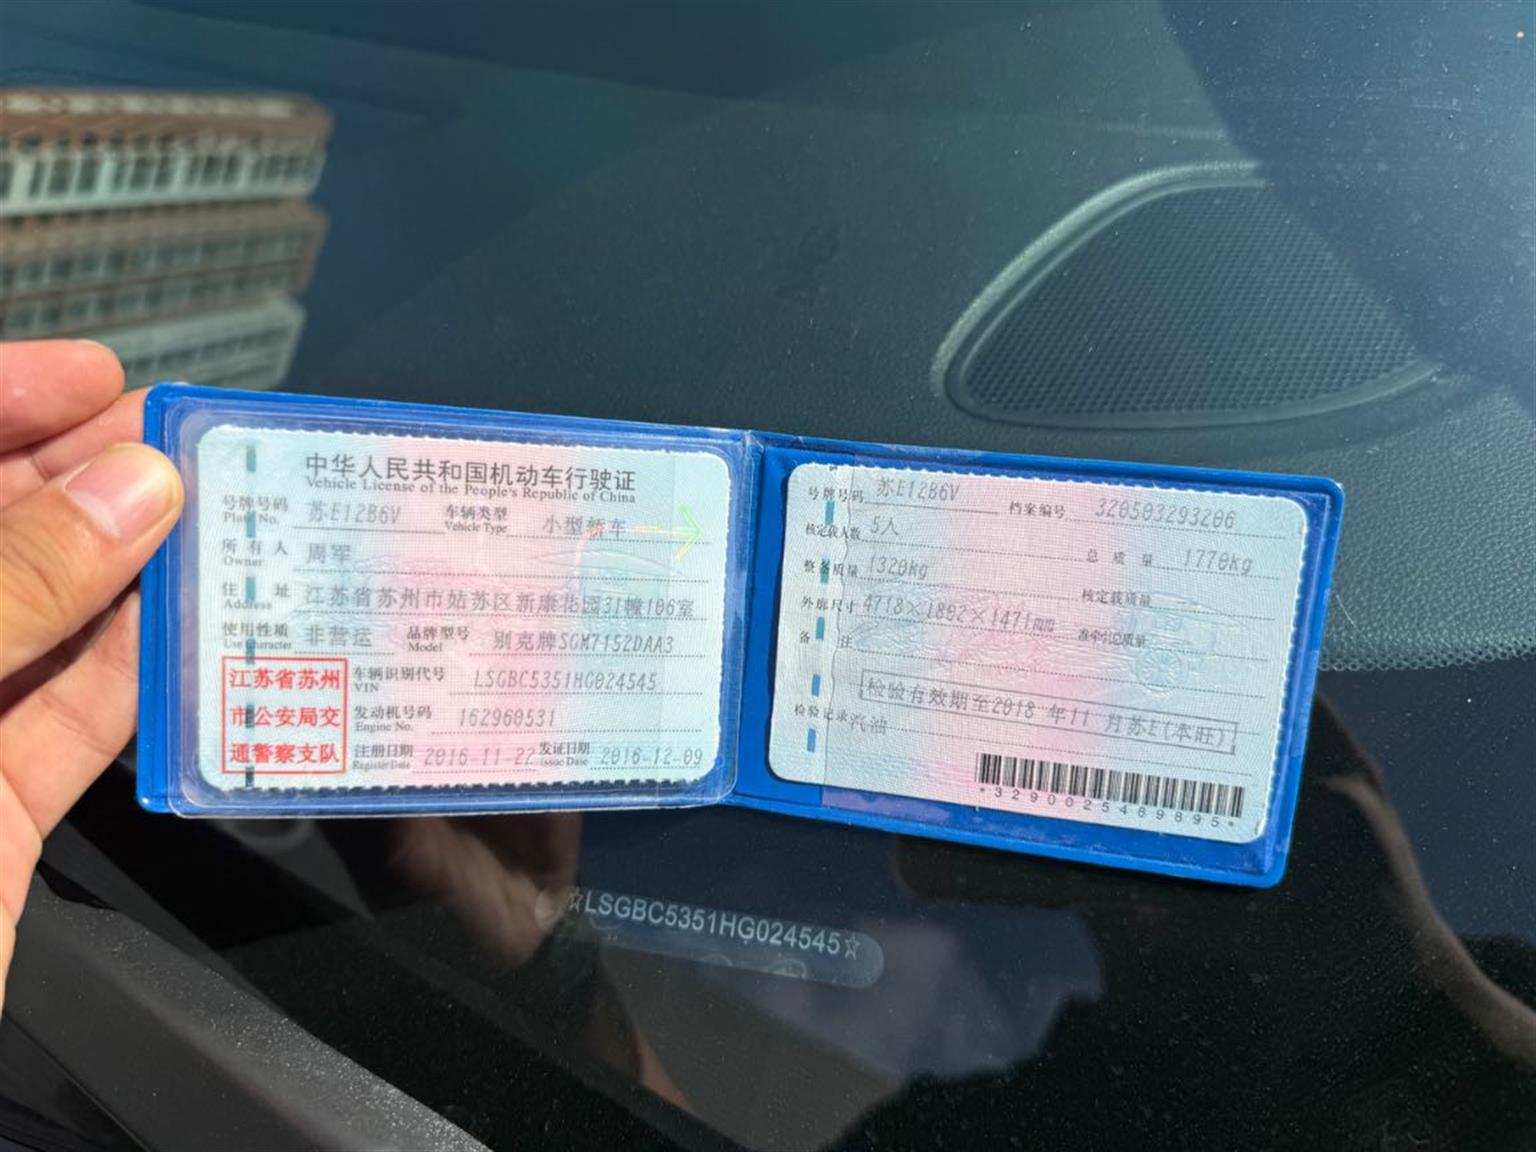 中华人民共和国机动车行驶证
Vehicle License of the People's Republic of China
号牌号码 苏E12B6V 车辆类型 小型轿车
Plate No. Vehicle Type
所有人 周军
Owner
住址 江苏省苏州市姑苏区新康花园31幢106室
Address
使用性质 非营运 品牌型号 别克牌SGM7152DAA3
Use Character Model
江苏省苏州
市公安局交
通警察支队
车辆识别代号 LSGBC5351HG024545
VIN
发动机号码 162960531
Engine No.
注册日期 2016-11-22 发证日期 2016-12-09
Register Date Issue Date
号牌号码 苏E12B6V 档案编号 320503293206
核定载人数 5人 总质量 1770kg
整备质量 1320kg 核定载质量
外廓尺寸 4718×1802×1471mm 准牵引总质量
备注
检验有效期至2018年11月苏E(本旺)
检验记录 汽油
*3290025469895*
☆LSGBC5351HG024545☆